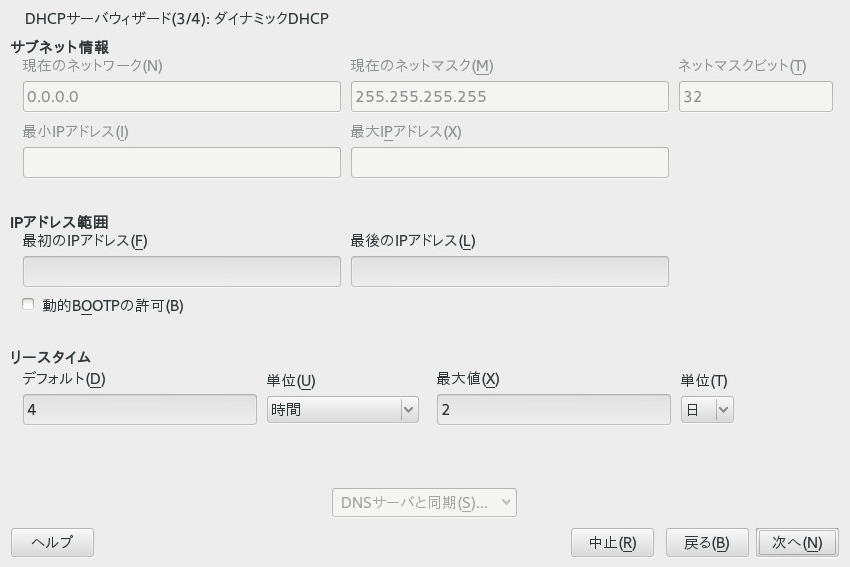 DHCPサーバウィザード(3/4): ダイナミックDHCP
サブネット情報
現在のネットワーク(N) 現在のネットマスク(M) ネットマスクビット(T)
0.0.0.0 255.255.255.255 32
最小IPアドレス(I) 最大IPアドレス(X)
IPアドレス範囲
最初のIPアドレス(F) 最後のIPアドレス(L)
動的BOOTPの許可(B)
リースタイム
デフォルト(D) 単位(U) 最大値(X) 単位(T)
4 時間 2 日
DNSサーバと同期(S)...
ヘルプ 中止(R) 戻る(B) 次へ(N)